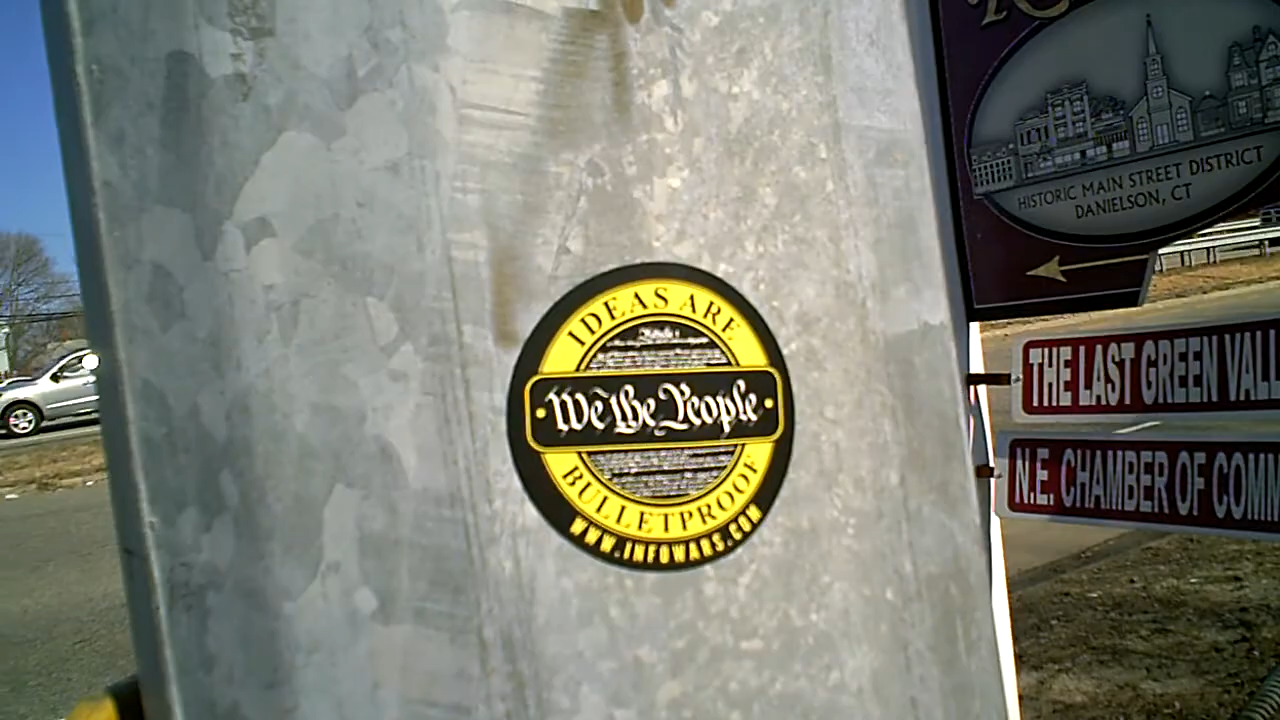 IDEAS ARE
We the People
BULLETPROOF
WWW.INFOWARS.COM
HISTORIC MAIN STREET DISTRICT
DANIELSON, CT
THE LAST GREEN VALL
N.E. CHAMBER OF COMM